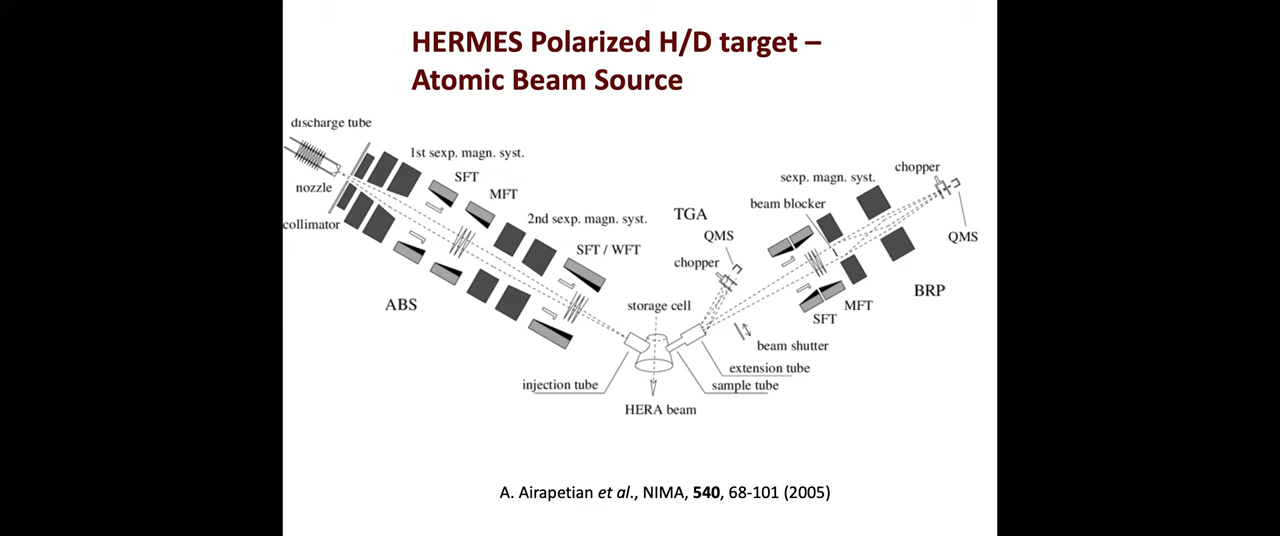 HERMES Polarized H/D target –
Atomic Beam Source
discharge tube
1st sexp. magn. syst.
SFT
nozzle
MFT
collimator
2nd sexp. magn. syst.
SFT / WFT
ABS
TGA
QMS
chopper
storage cell
injection tube
HERA beam
sexp. magn. syst.
chopper
beam blocker
QMS
BRP
MFT
SFT
beam shutter
extension tube
sample tube
A. Airapetian et al., NIMA, 540, 68-101 (2005)